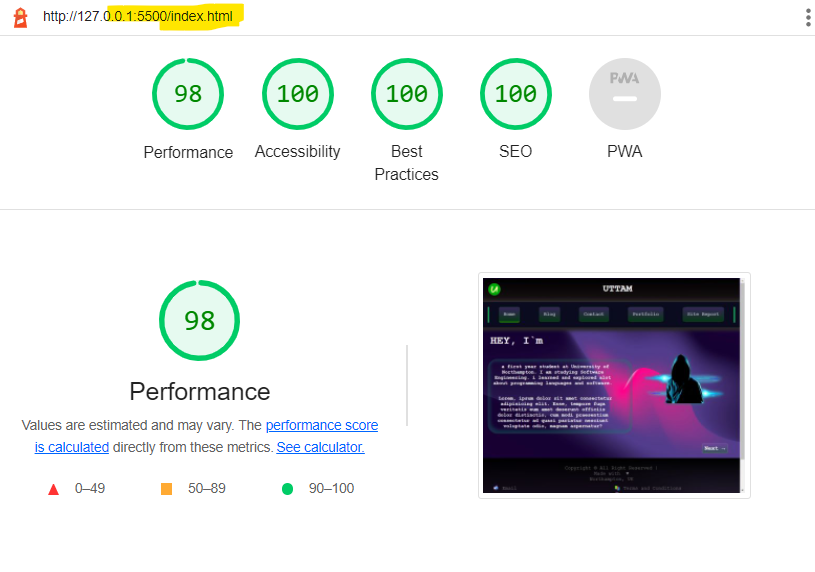 http://127.0.0.1:5500/index.html
98
100
100
100
PWA
Performance
Accessibility
Best
Practices
SEO
PWA
98
Performance
Values are estimated and may vary. The performance score
is calculated directly from these metrics. See calculator.
0–49
50–89
90–100
UTTAM
Home
Blog
Contact
Portfolio
Site Report
HEY, I`m
a first year student at University of
Northampton. I am studying Software
Engineering. i learned and explored alot
about programming languages and software.
Lorem, ipsum dolor sit amet consectetur
adipisicing elit. Esse, tempore fuga
veritatis eum amet deserunt officiis
dolor distinctio, cum modi praesentium
consectetur ad quasi pariatur nesciunt
voluptate odio, magnam aspernatur?
Next →
Copyright © All Right Reserved |
Made with ♥
Northampton, UK
Email
Terms and Conditions